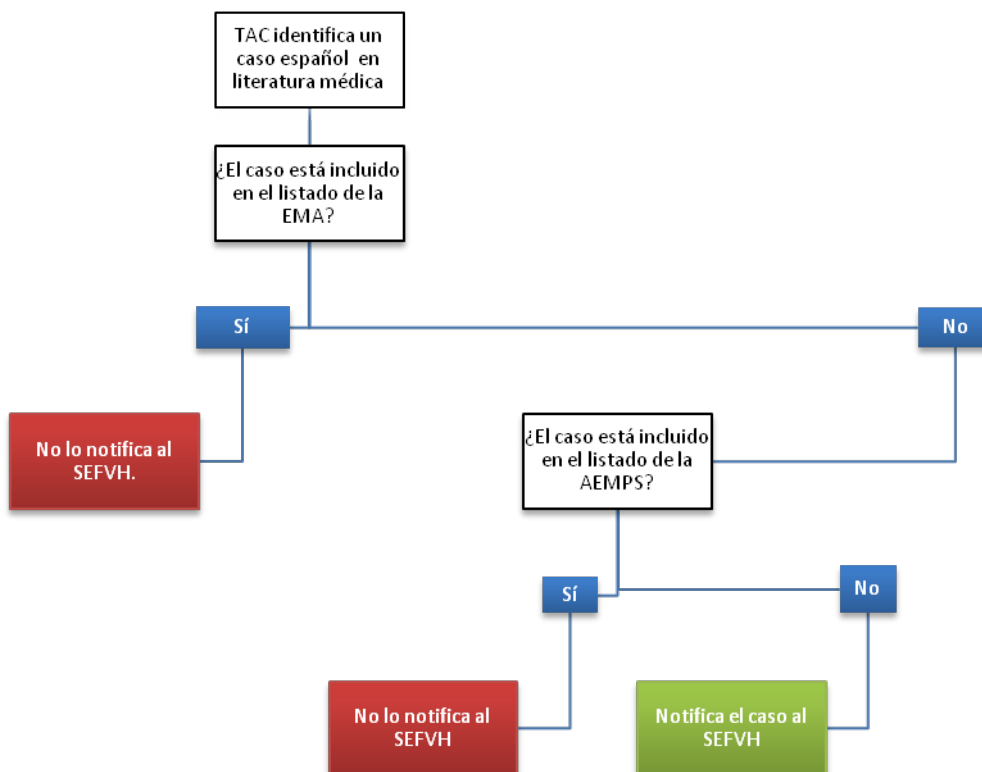 TAC identifica un
caso español en
literatura médica
¿El caso está incluido
en el listado de la
EMA?
Sí
No
No lo notifica al
SEFVH.
¿El caso está incluido
en el listado de la
AEMPS?
Sí
No
No lo notifica al
SEFVH
Notifica el caso al
SEFVH